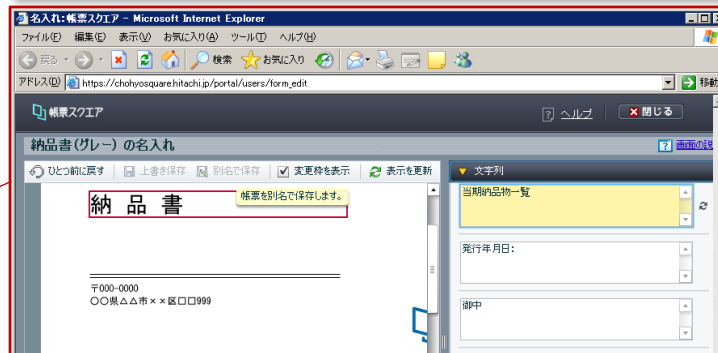 名入れ:帳票スクエア - Microsoft Internet Explorer
ファイル(F) 編集(E) 表示(V) お気に入り(A) ツール(T) ヘルプ(H)
戻る 検索 お気に入り
アドレス(D) https://chohyosquare.hitachi.jp/portal/users/form_edit 移動
帳票スクエア ? ヘルプ ×閉じる
納品書(グレー) の名入れ ? 画面の説
ひとつ前に戻す 上書き保存 別名で保存 変更枠を表示 表示を更新 ▼ 文字列
帳票を別名で保存します。
納 品 書
当期納品物一覧
発行年月日:
〒000-0000
〇〇県△△市××区□□999
御中